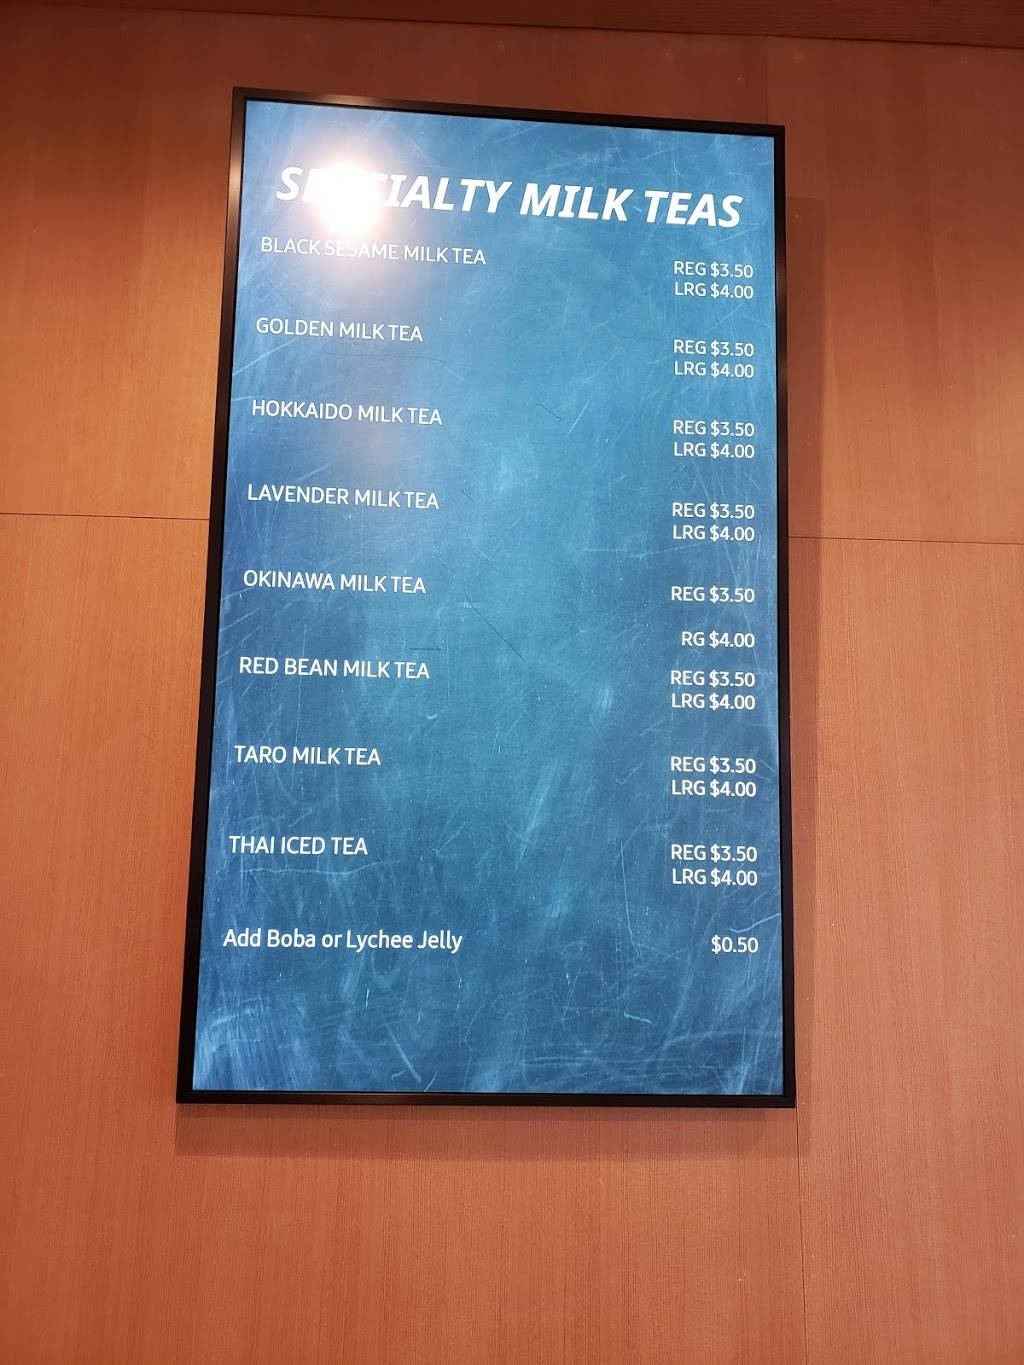 SPECIALTY MILK TEAS
BLACK SESAME MILK TEA
REG $3.50
LRG $4.00
GOLDEN MILK TEA
REG $3.50
LRG $4.00
HOKKAIDO MILK TEA
REG $3.50
LRG $4.00
LAVENDER MILK TEA
REG $3.50
LRG $4.00
OKINAWA MILK TEA
REG $3.50
RG $4.00
RED BEAN MILK TEA
REG $3.50
LRG $4.00
TARO MILK TEA
REG $3.50
LRG $4.00
THAI ICED TEA
REG $3.50
LRG $4.00
Add Boba or Lychee Jelly
$0.50